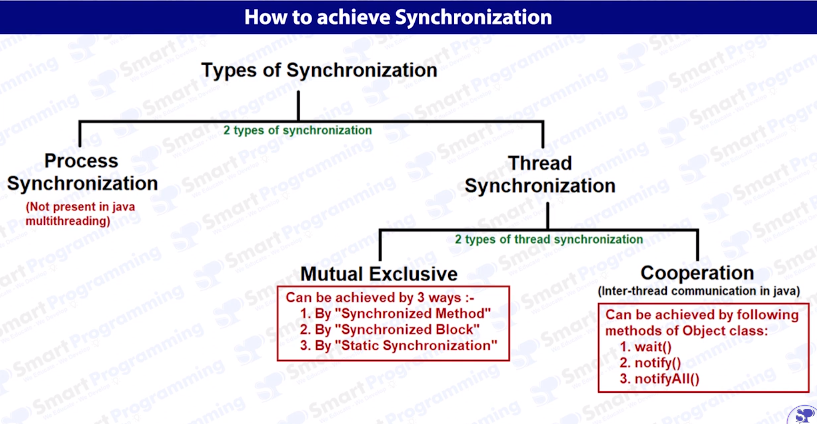 How to achieve Synchronization
Types of Synchronization
2 types of synchronization
Process
Synchronization
(Not present in java
multithreading)
Thread
Synchronization
2 types of thread synchronization
Mutual Exclusive
Can be achieved by 3 ways :-
1. By "Synchronized Method"
2. By "Synchronized Block"
3. By "Static Synchronization"
Cooperation
(Inter-thread communication in java)
Can be achieved by following
methods of Object class:
1. wait()
2. notify()
3. notifyAll()
Smart Programming